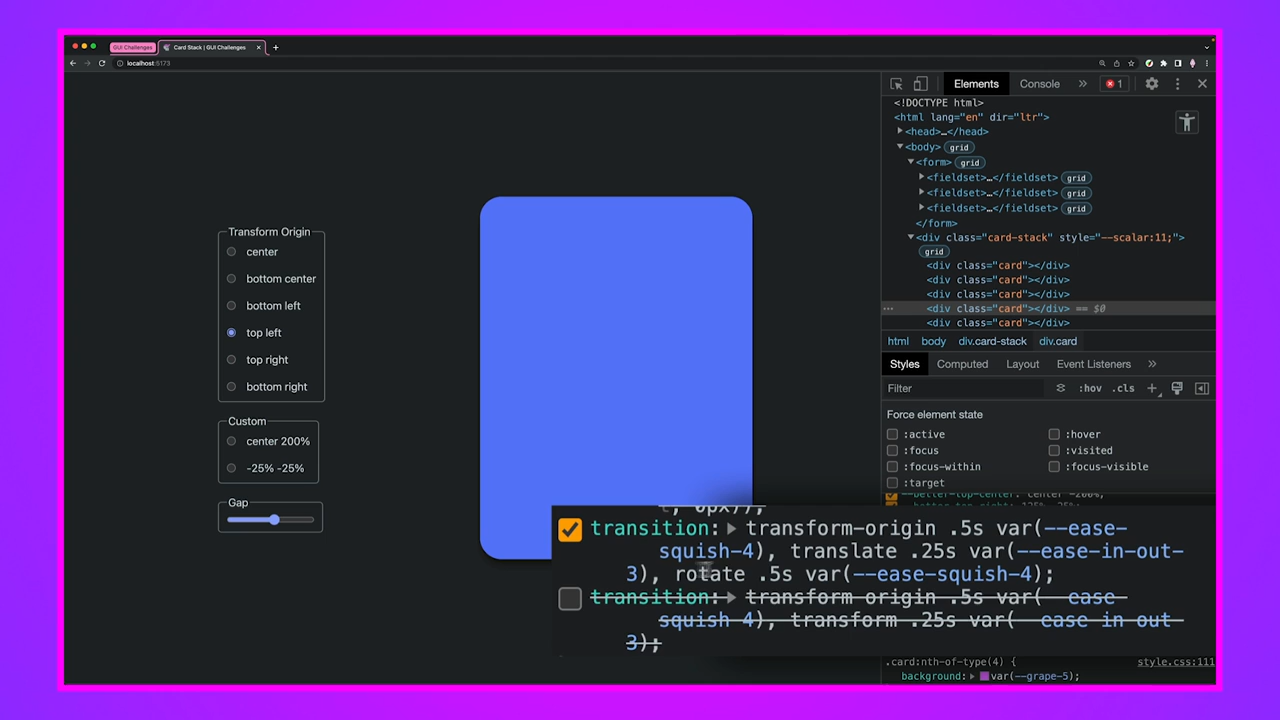 GUI Challenges
Card Stack | GUI Challenges
localhost:5173
Transform Origin
center
bottom center
bottom left
top left
top right
bottom right
Custom
center 200%
-25% -25%
Gap
Elements
Console
1
<!DOCTYPE html>
<html lang="en" dir="ltr">
<head>…</head>
<body> grid
<form> grid
<fieldset>…</fieldset> grid
<fieldset>…</fieldset> grid
<fieldset>…</fieldset> grid
</form>
<div class="card-stack" style="--scalar:11;">
grid
<div class="card"></div>
<div class="card"></div>
<div class="card"></div>
<div class="card"></div> == $0
<div class="card"></div>
html body div.card-stack div.card
Styles Computed Layout Event Listeners
Filter :hov .cls
Force element state
:active :hover
:focus :visited
:focus-within :focus-visible
:target
transition: transform-origin .5s var(--ease-
squish-4), translate .25s var(--ease-in-out-
3), rotate .5s var(--ease-squish-4);
transition: transform-origin .5s var(--ease-
squish-4), transform .25s var(--ease-in-out-
3);
.card:nth-of-type(4) { style.css:111
background: var(--grape-5);